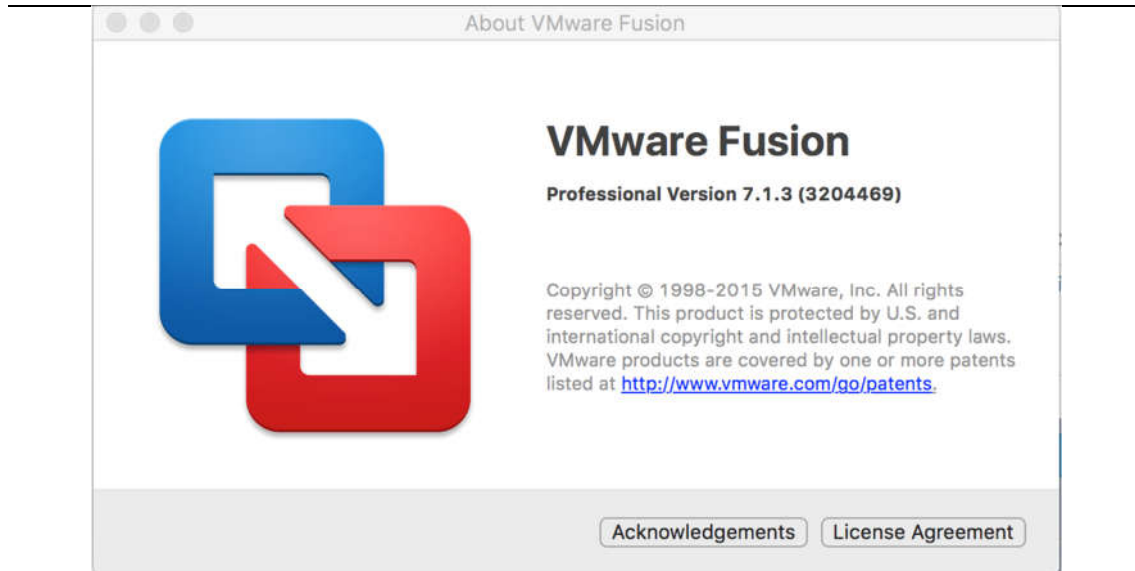 About VMware Fusion
VMware Fusion
Professional Version 7.1.3 (3204469)
Copyright © 1998-2015 VMware, Inc. All rights
reserved. This product is protected by U.S. and
international copyright and intellectual property laws.
VMware products are covered by one or more patents
listed at http://www.vmware.com/go/patents.
Acknowledgements
License Agreement